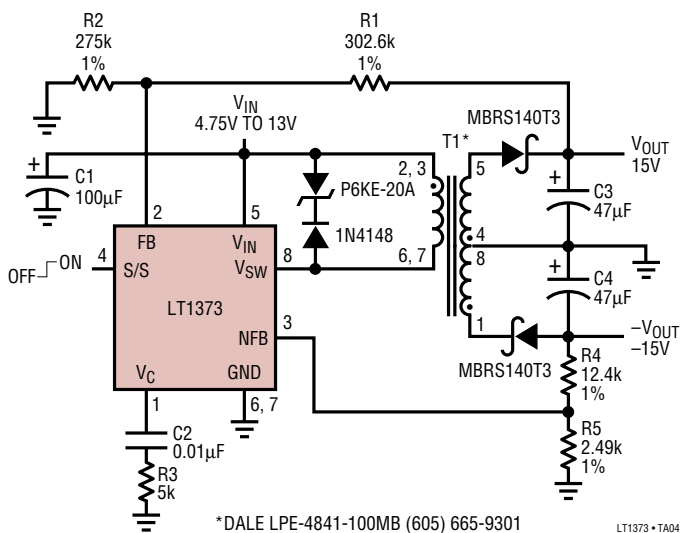 R2
275k
1%
R1
302.6k
1%
VIN
4.75V TO 13V
MBRS140T3
T1*
VOUT
15V
+
C1
100µF
2, 3
5
P6KE-20A
+
C3
47µF
2
5
4
FB
VIN
1N4148
6, 7
8
OFF
ON
4
S/S
VSW
8
+
C4
47µF
LT1373
3
NFB
1
–VOUT
–15V
MBRS140T3
R4
12.4k
1%
VC
GND
1
6, 7
C2
0.01µF
R5
2.49k
1%
R3
5k
*DALE LPE-4841-100MB (605) 665-9301
LT1373 • TA04